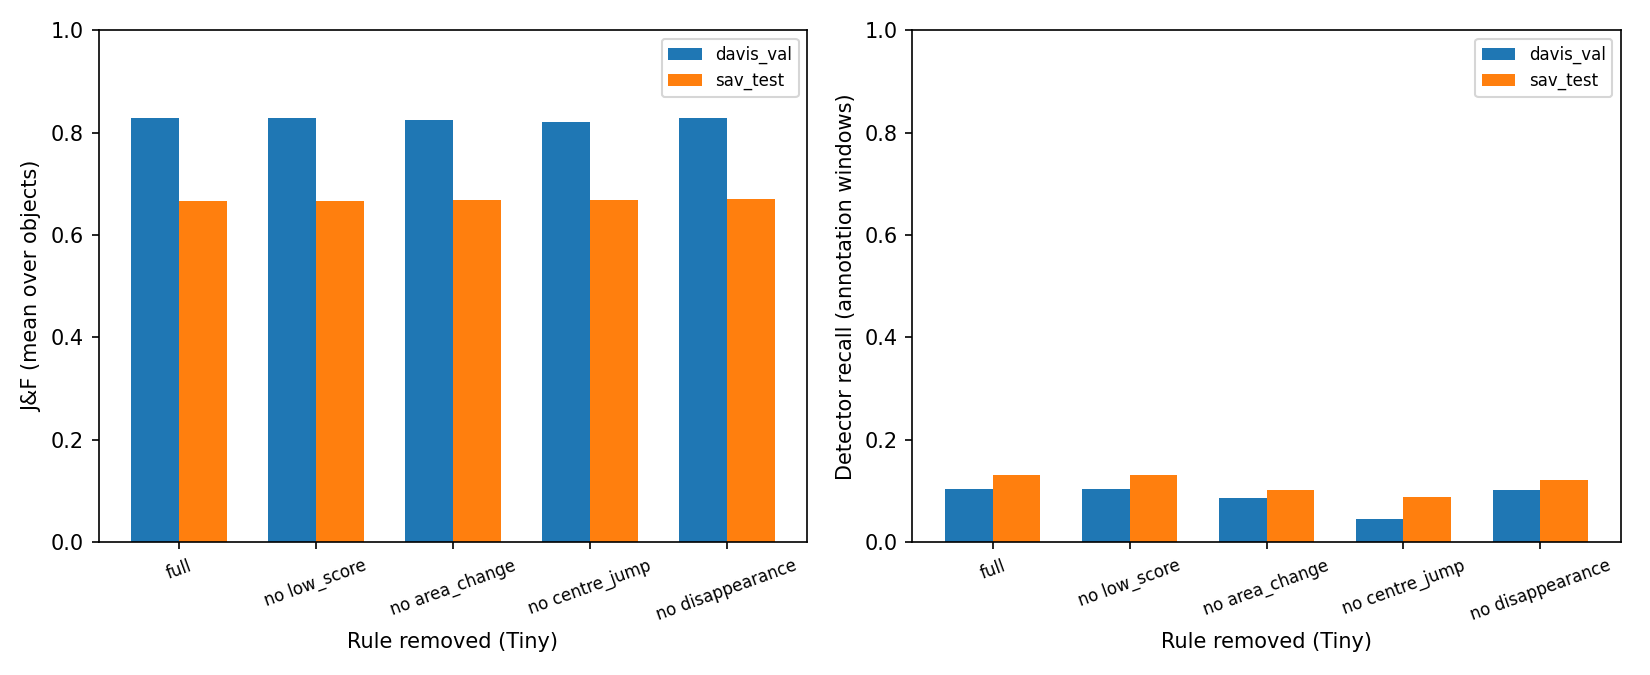 J&F (mean over objects)
1.0
0.8
0.6
0.4
0.2
0.0
davis_val
sav_test
full
no low_score
no area_change
no centre_jump
no disappearance
Rule removed (Tiny)
Detector recall (annotation windows)
1.0
0.8
0.6
0.4
0.2
0.0
davis_val
sav_test
full
no low_score
no area_change
no centre_jump
no disappearance
Rule removed (Tiny)